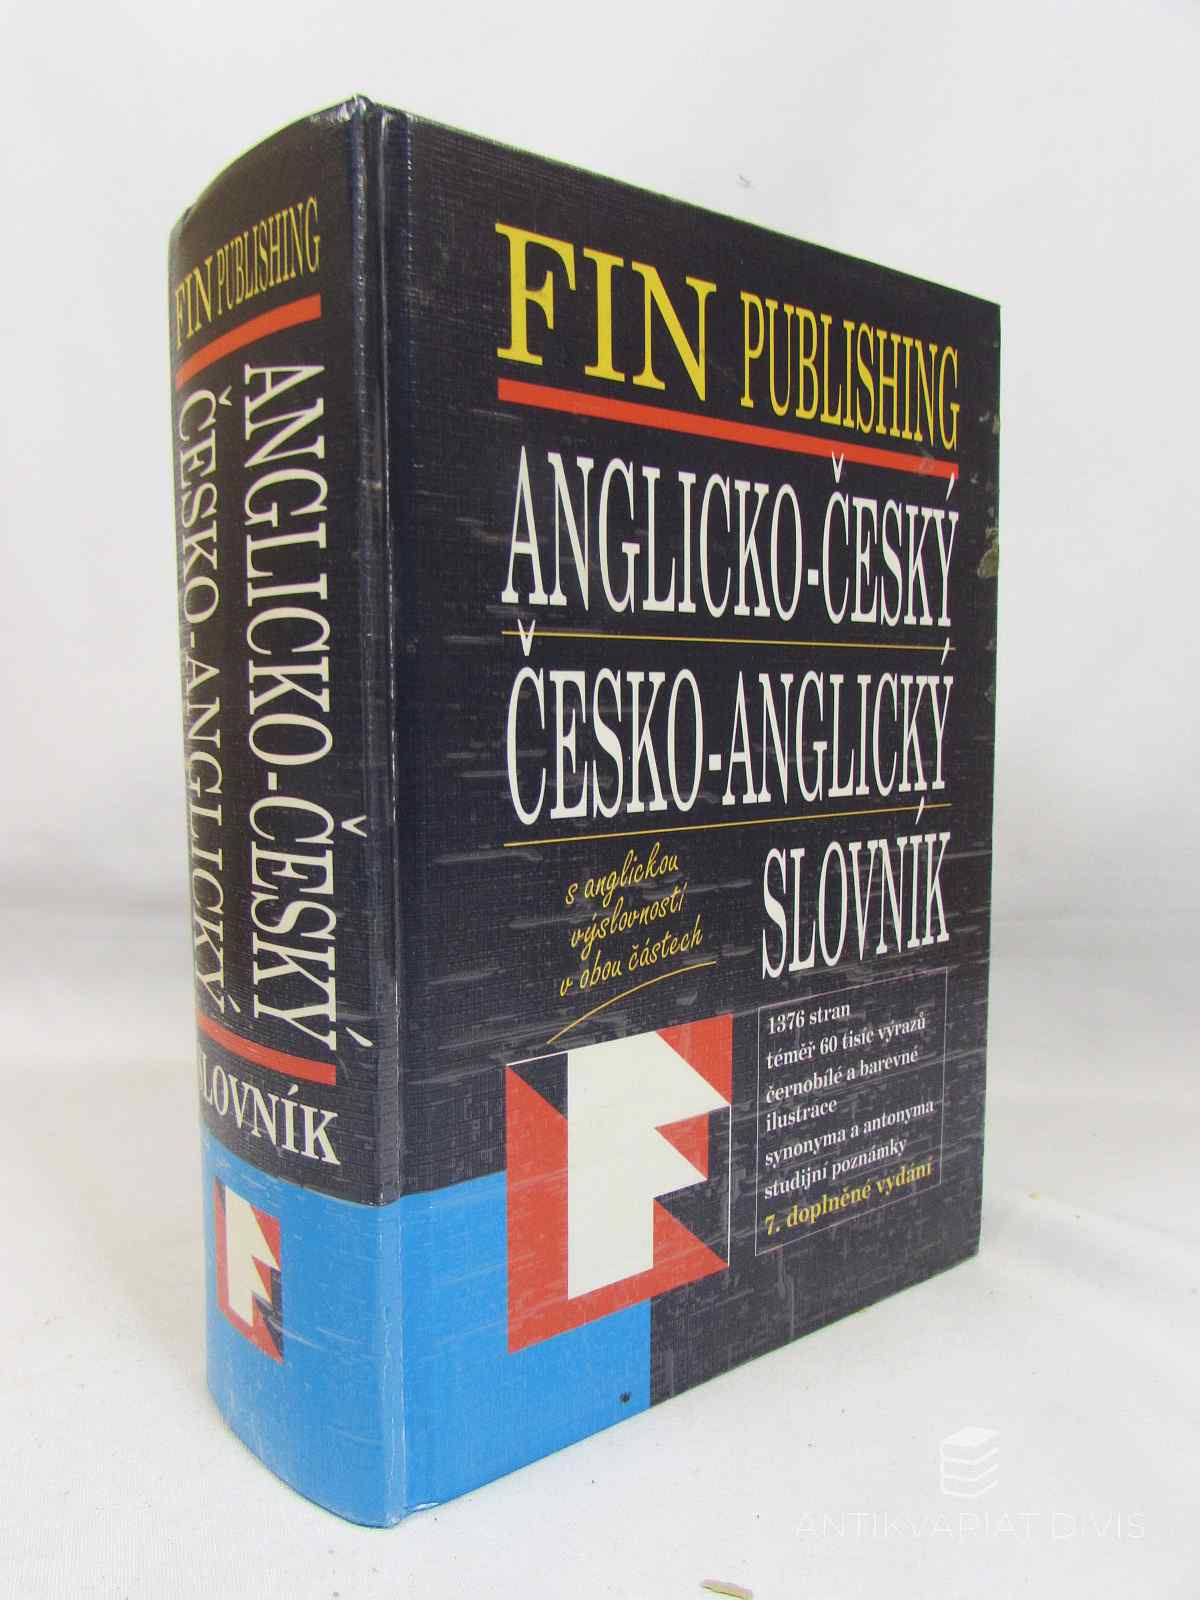 FIN PUBLISHING
ANGLICKO-ČESKÝ
ČESKO-ANGLICKÝ
SLOVNÍK
FIN PUBLISHING
ANGLICKO-ČESKÝ
ČESKO-ANGLICKÝ
SLOVNÍK
s anglickou
výslovností
v obou částech
1376 stran
téměř 60 tisíc výrazů
černobílé a barevné
ilustrace
synonyma a antonyma
studijní poznámky
7. doplněné vydání
ANTIKVARIAT DIVIS